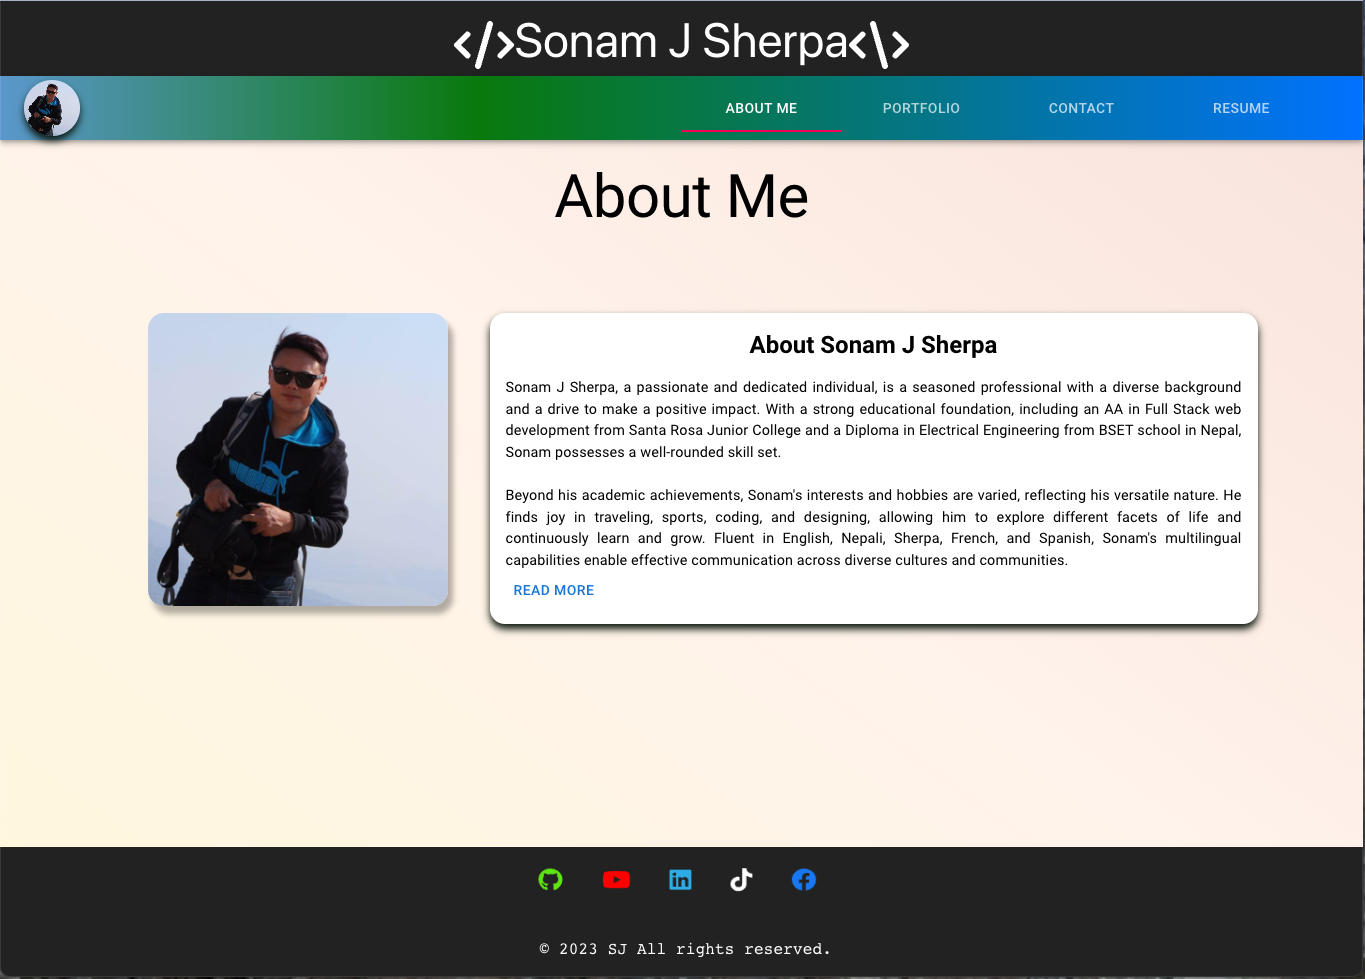 </>Sonam J Sherpa<\>
ABOUT ME PORTFOLIO CONTACT RESUME
About Me
About Sonam J Sherpa
Sonam J Sherpa, a passionate and dedicated individual, is a seasoned professional with a diverse background
and a drive to make a positive impact. With a strong educational foundation, including an AA in Full Stack web
development from Santa Rosa Junior College and a Diploma in Electrical Engineering from BSET school in Nepal,
Sonam possesses a well-rounded skill set.
Beyond his academic achievements, Sonam's interests and hobbies are varied, reflecting his versatile nature. He
finds joy in traveling, sports, coding, and designing, allowing him to explore different facets of life and
continuously learn and grow. Fluent in English, Nepali, Sherpa, French, and Spanish, Sonam's multilingual
capabilities enable effective communication across diverse cultures and communities.
READ MORE
© 2023 SJ All rights reserved.